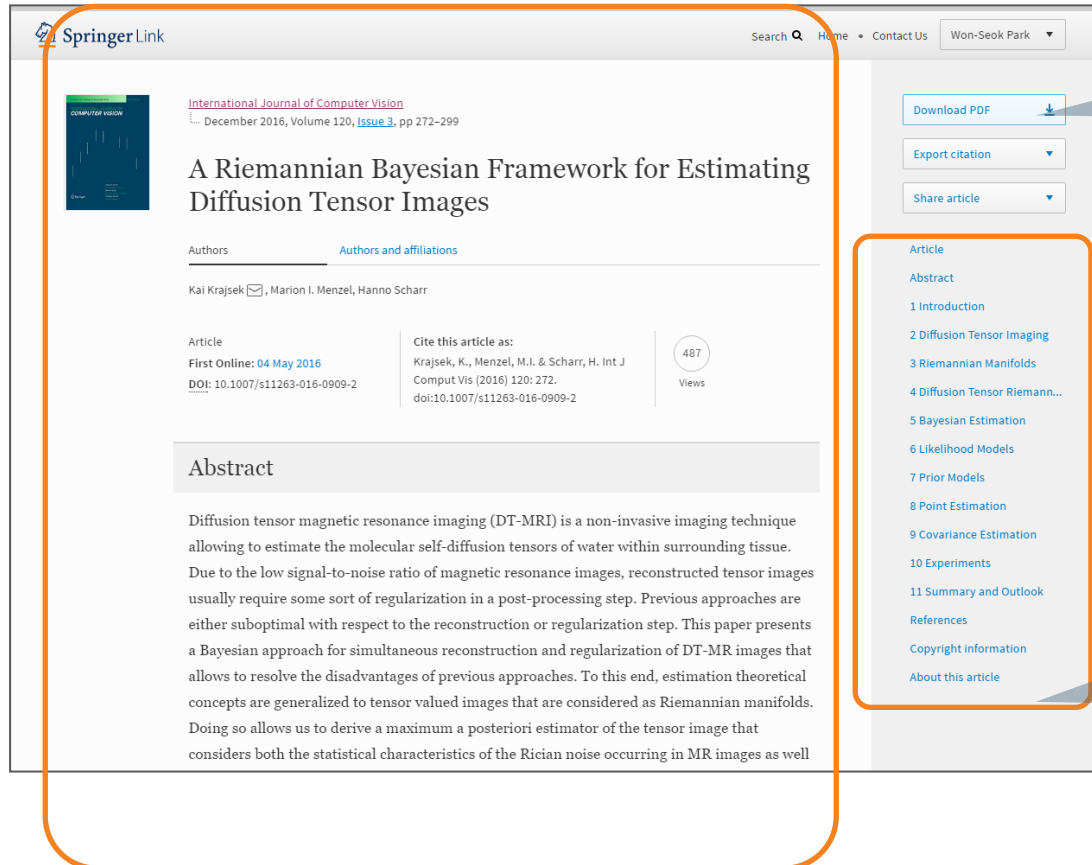 Springer Link
Search Home • Contact Us Won-Seok Park
COMPUTER VISION
International Journal of Computer Vision
December 2016, Volume 120, Issue 3, pp 272–299
A Riemannian Bayesian Framework for Estimating
Diffusion Tensor Images
Authors Authors and affiliations
Kai Krajsek, Marion I. Menzel, Hanno Scharr
Article
First Online: 04 May 2016
DOI: 10.1007/s11263-016-0909-2
Cite this article as:
Krajsek, K., Menzel, M.I. & Scharr, H. Int J
Comput Vis (2016) 120: 272.
doi:10.1007/s11263-016-0909-2
487
Views
Abstract
Diffusion tensor magnetic resonance imaging (DT-MRI) is a non-invasive imaging technique
allowing to estimate the molecular self-diffusion tensors of water within surrounding tissue.
Due to the low signal-to-noise ratio of magnetic resonance images, reconstructed tensor images
usually require some sort of regularization in a post-processing step. Previous approaches are
either suboptimal with respect to the reconstruction or regularization step. This paper presents
a Bayesian approach for simultaneous reconstruction and regularization of DT-MR images that
allows to resolve the disadvantages of previous approaches. To this end, estimation theoretical
concepts are generalized to tensor valued images that are considered as Riemannian manifolds.
Doing so allows us to derive a maximum a posteriori estimator of the tensor image that
considers both the statistical characteristics of the Rician noise occurring in MR images as well
Download PDF
Export citation
Share article
Article
Abstract
1 Introduction
2 Diffusion Tensor Imaging
3 Riemannian Manifolds
4 Diffusion Tensor Riemann...
5 Bayesian Estimation
6 Likelihood Models
7 Prior Models
8 Point Estimation
9 Covariance Estimation
10 Experiments
11 Summary and Outlook
References
Copyright information
About this article